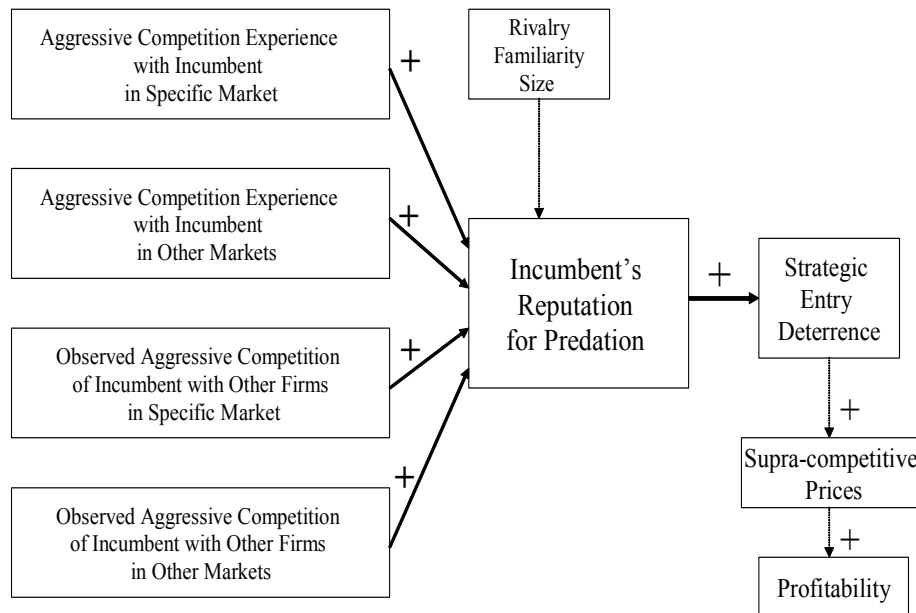 Aggressive Competition Experience
with Incumbent
in Specific Market
+
Rivalry
Familiarity
Size
Aggressive Competition Experience
with Incumbent
in Other Markets
+
Incumbent's
Reputation
for Predation
+
Strategic
Entry
Deterrence
Observed Aggressive Competition
of Incumbent with Other Firms
in Specific Market
+
+
Supra-competitive
Prices
Observed Aggressive Competition
of Incumbent with Other Firms
in Other Markets
+
+
Profitability